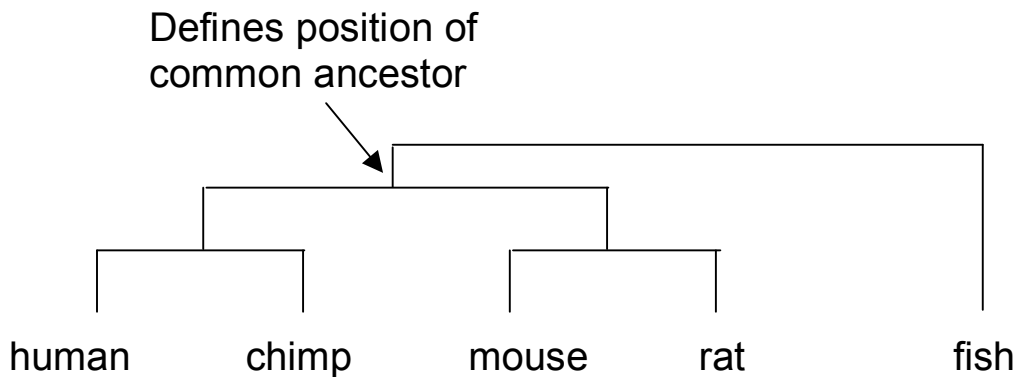 Defines position of
common ancestor
human chimp mouse rat fish